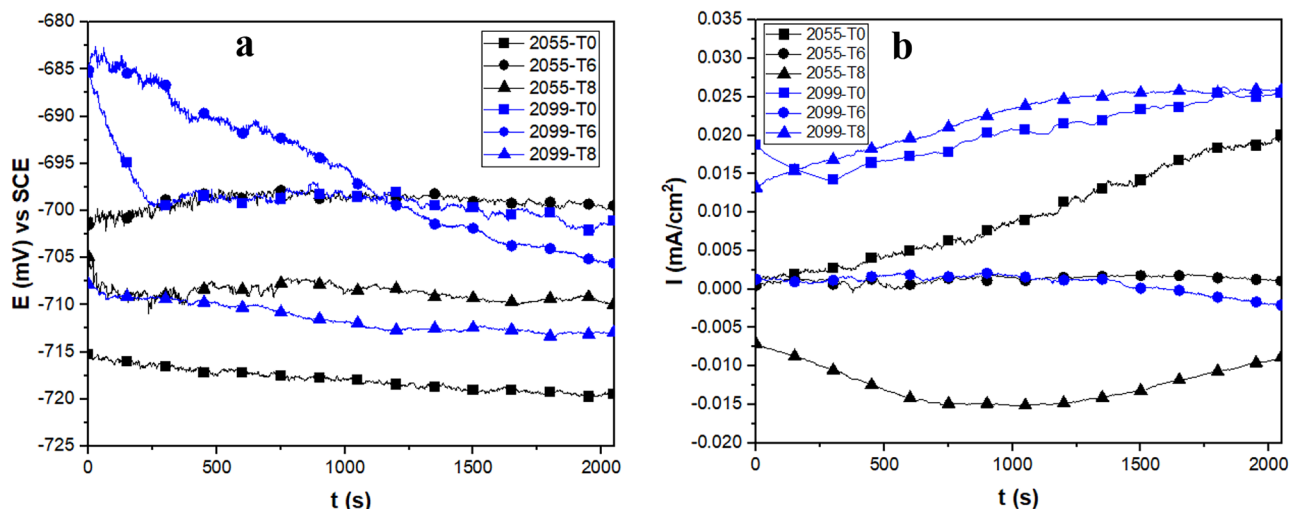 a
E (mV) vs SCE
-680
-685
-690
-695
-700
-705
-710
-715
-720
-725
2055-T0
2055-T6
2055-T8
2099-T0
2099-T6
2099-T8
0 500 1000 1500 2000
t (s)
b
I (mA/cm²)
0.035
0.030
0.025
0.020
0.015
0.010
0.005
0.000
-0.005
-0.010
-0.015
-0.020
2055-T0
2055-T6
2055-T8
2099-T0
2099-T6
2099-T8
0 500 1000 1500 2000
t (s)